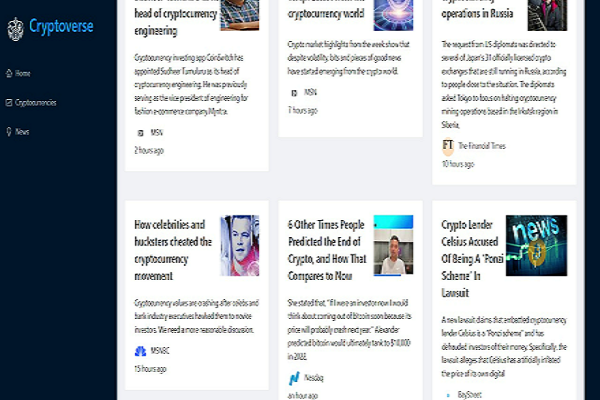 Cryptoverse
Home
Cryptocurrencies
News
head of cryptocurrency
engineering
Cryptocurrency investing app CoinSwitch has
appointed Sudheer Tumuluru as its head of
cryptocurrency engineering. He was previously
serving as the vice president of engineering for
fashion e-commerce company, Myntra.
MSN
2 hours ago
cryptocurrency world
Crypto market highlights from the week show that
despite volatility, bits and pieces of good news
have started emerging from the crypto world.
MSN
7 hours ago
operations in Russia
The request from US diplomats was directed to
several of Japan's 31 officially licensed crypto
exchanges that are still running in Russia, according
to people close to the situation. The diplomats
asked Tokyo to focus on halting cryptocurrency
mining operations based in the Irkutsk region in
Siberia,
FT The Financial Times
10 hours ago
How celebrities and
hucksters cheated the
cryptocurrency
movement
Cryptocurrency values are crashing after celebs and
bank industry executives hawked them to novice
investors. We need a more reasonable discussion.
MSNBC
15 hours ago
6 Other Times People
Predicted the End of
Crypto, and How That
Compares to Now
She stated that, "If I were an investor now I would
think about coming out of bitcoin soon because its
price will probably crash next year." Alexander
predicted bitcoin would ultimately tank to $10,000
in 2022.
Nasdaq
an hour ago
news
Crypto Lender
Celsius Accused
Of Being A 'Ponzi
Scheme' In
Lawsuit
A new lawsuit claims that embattled cryptocurrency
lender Celsius is a "Ponzi scheme" and has
defrauded investors of their money. Specifically, the
lawsuit alleges that Celsius has artificially inflated
the price of its own digital
BayStreet